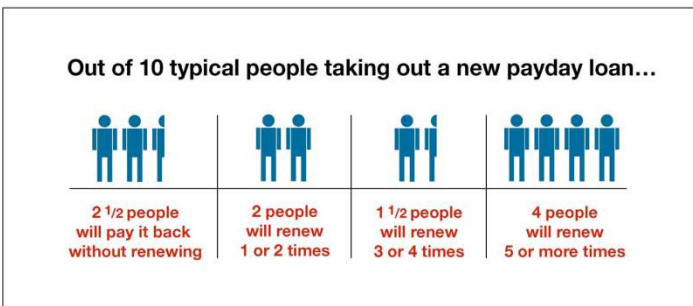 Out of 10 typical people taking out a new payday loan…
2 1/2 people
will pay it back
without renewing
2 people
will renew
1 or 2 times
1 1/2 people
will renew
3 or 4 times
4 people
will renew
5 or more times